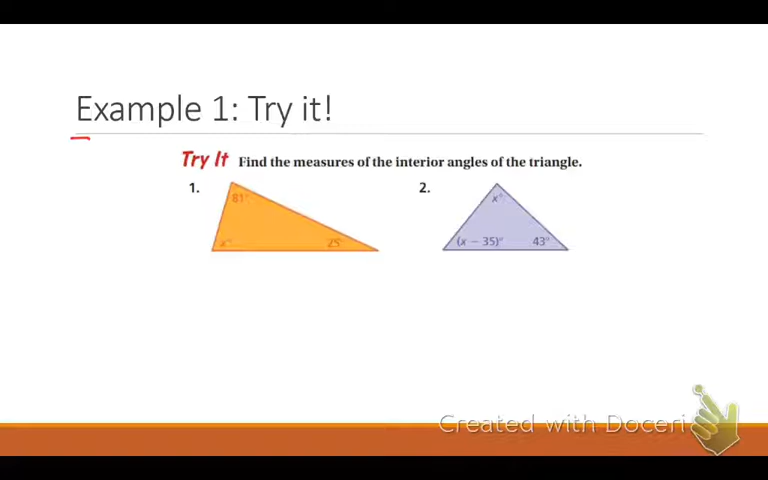 Example 1: Try it!
Try It Find the measures of the interior angles of the triangle.
1.
81°
x°
25°
2.
x°
(x − 35)°
43°
Created with Doceri